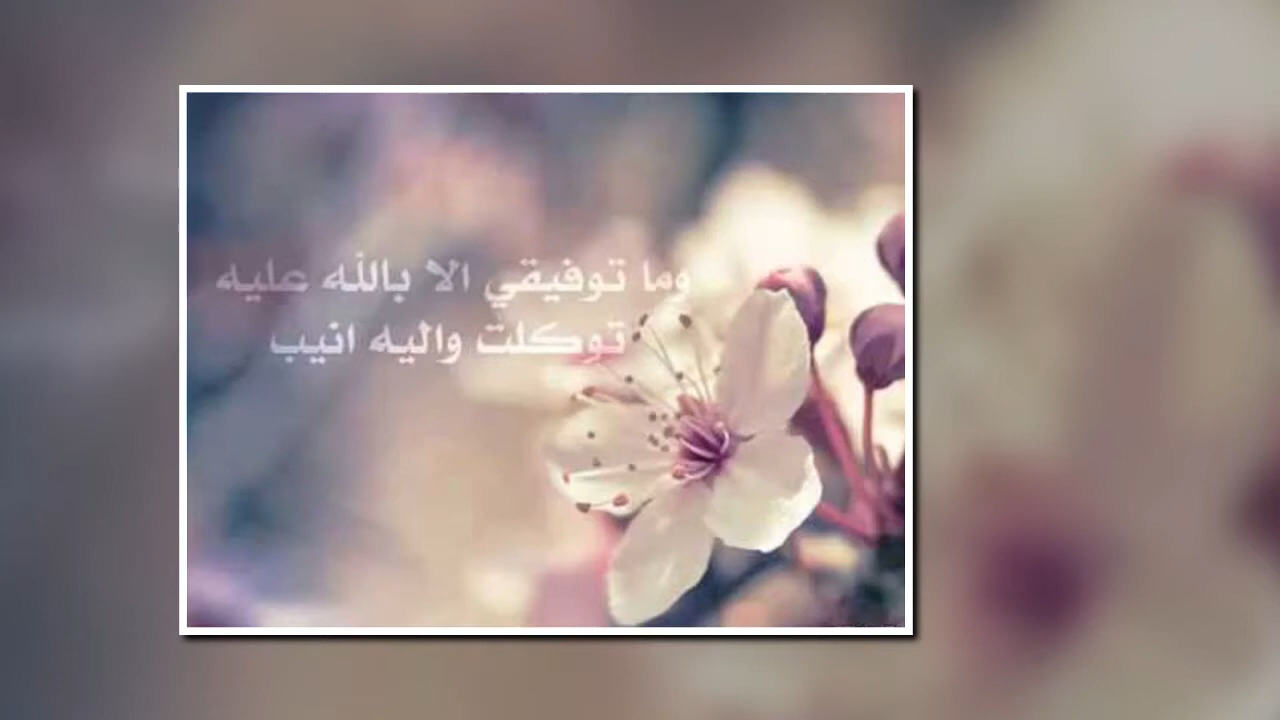 وما توفيقي الا بالله عليه
توكلت واليه انيب